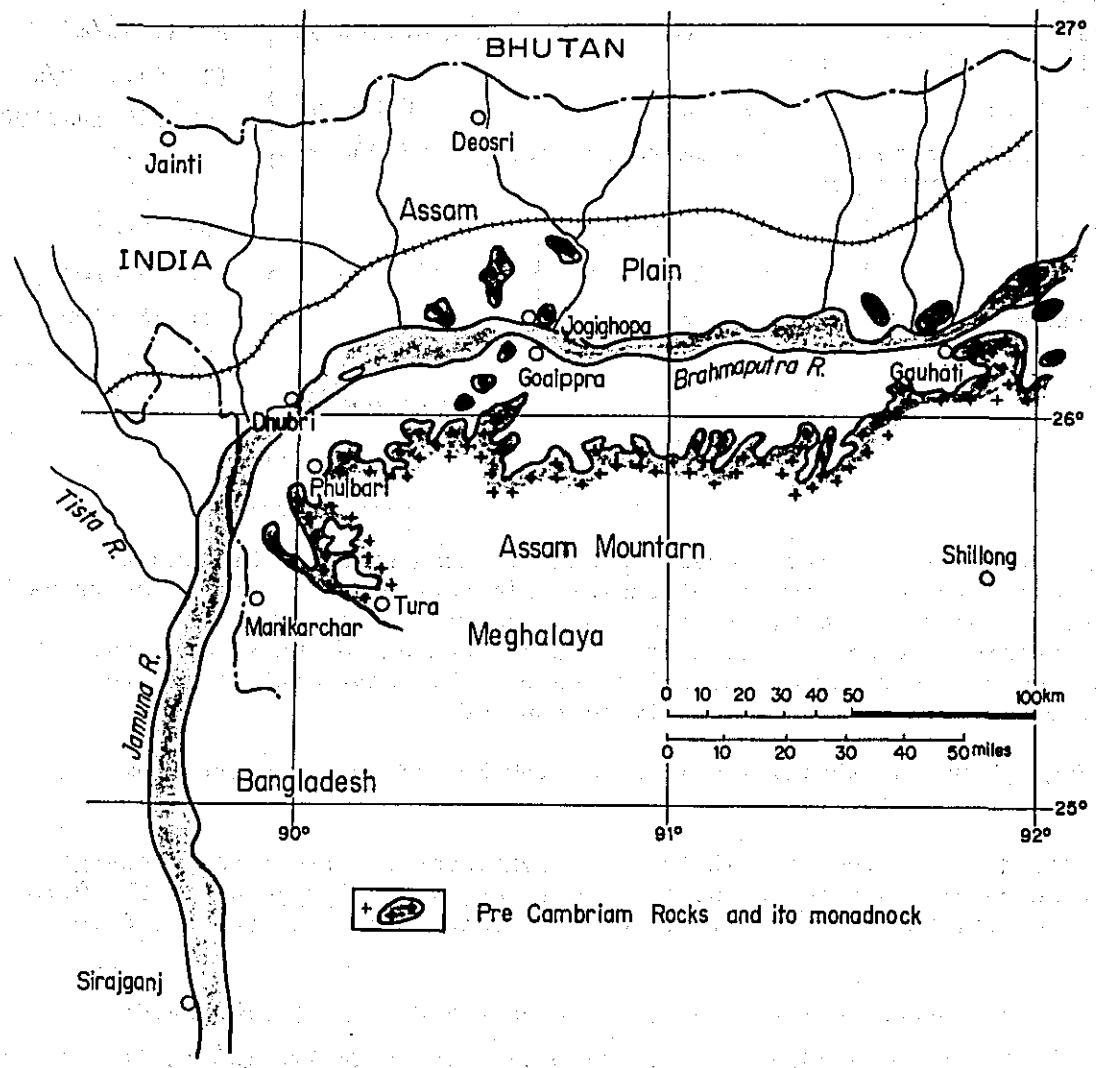 27°
BHUTAN
Deosri
Jainti
Assam
INDIA
Plain
Jogighopa
Goaippra
Brahmaputra R.
Gauhati
Dhubri
26°
Phulbari
Tista R.
Assam Mountarn
Shillong
Tura
Manikarchar
Meghalaya
Jamuna R.
0 10 20 30 40 50 100km
0 10 20 30 40 50 miles
Bangladesh
25°
90° 91° 92°
+ Pre Cambriam Rocks and ito monadnock
Sirajganj